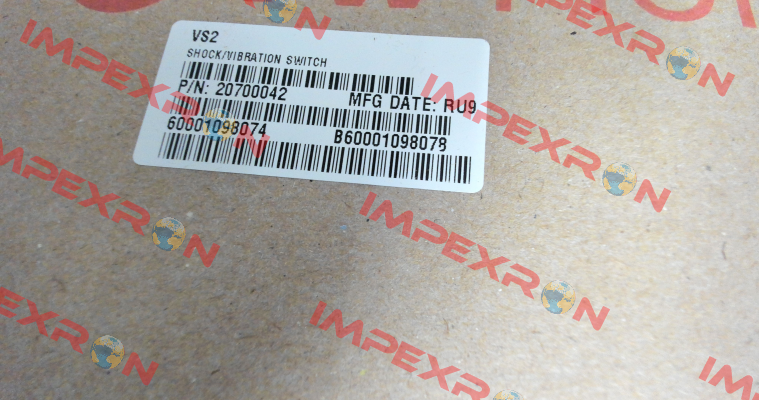 VS2
SHOCK/VIBRATION SWITCH
P/N: 20700042 MFG DATE: RU9
60001098074 B60001098078
IMPEXRON
IMPEXRON
IMPEXRON
IMPEXRON
IMPEXRON
IMPEXRON
IMPEXRON